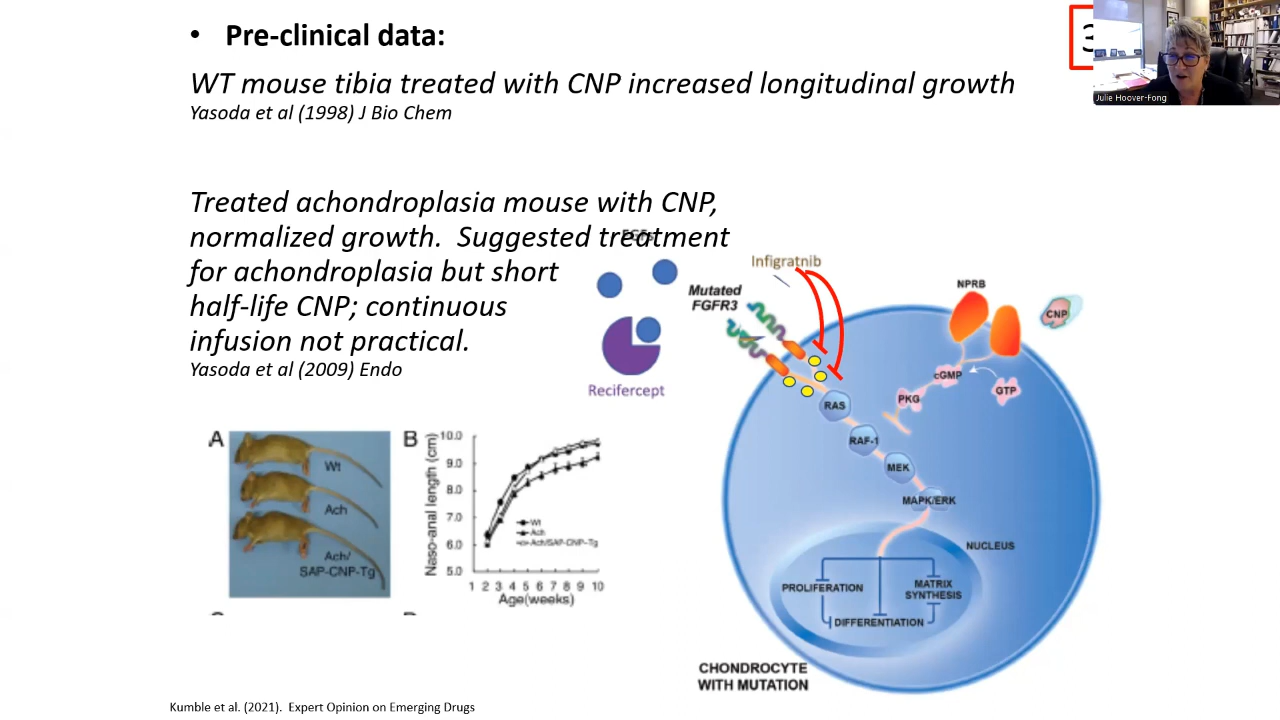 • Pre-clinical data:
WT mouse tibia treated with CNP increased longitudinal growth
Yasoda et al (1998) J Bio Chem
3
Julie Hoover-Fong
Treated achondroplasia mouse with CNP,
normalized growth. Suggested treatment
for achondroplasia but short
half-life CNP; continuous
infusion not practical.
Yasoda et al (2009) Endo
FGFs
Recifercept
Infigratnib
Mutated
FGFR3
NPRB
CNP
cGMP
GTP
PKG
RAS
RAF-1
MEK
MAPK/ERK
NUCLEUS
PROLIFERATION
MATRIX
SYNTHESIS
DIFFERENTIATION
CHONDROCYTE
WITH MUTATION
A
Wt
Ach
Ach/
SAP-CNP-Tg
B
Naso-anal length (cm)
10.0
9.0
8.0
7.0
6.0
5.0
Wt
Ach
Ach/SAP-CNP-Tg
1 2 3 4 5 6 7 8 9 10
Age(weeks)
Kumble et al. (2021). Expert Opinion on Emerging Drugs